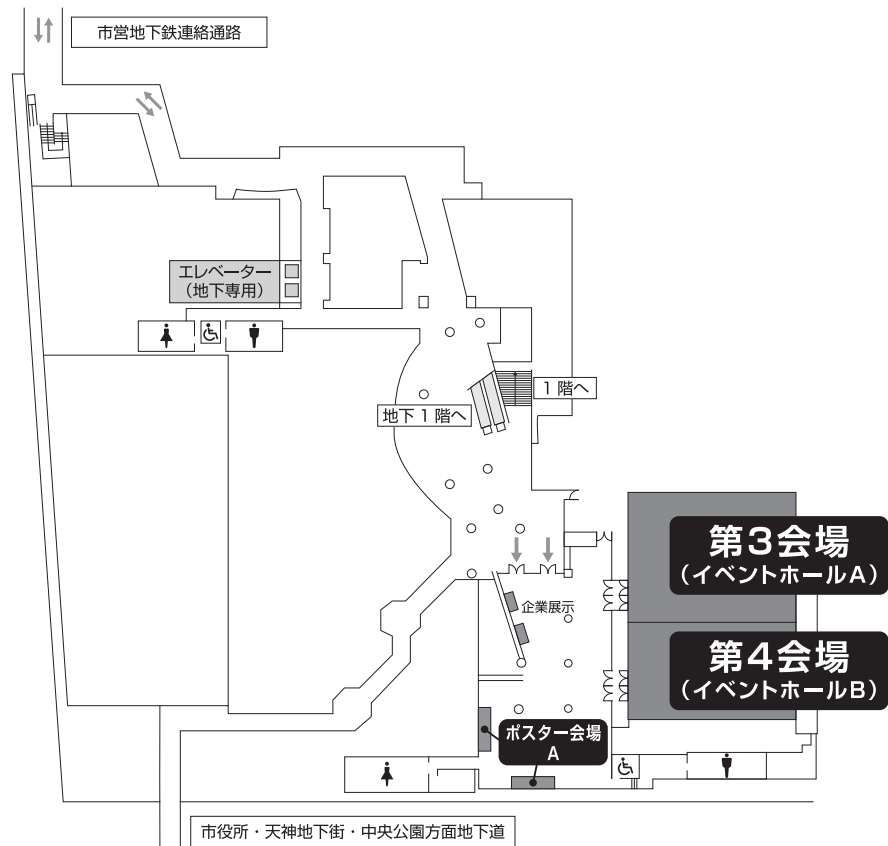 市営地下鉄連絡通路
エレベーター
（地下専用）
1階へ
地下1階へ
第3会場
（イベントホールA）
企業展示
第4会場
（イベントホールB）
ポスター会場
A
市役所・天神地下街・中央公園方面地下道